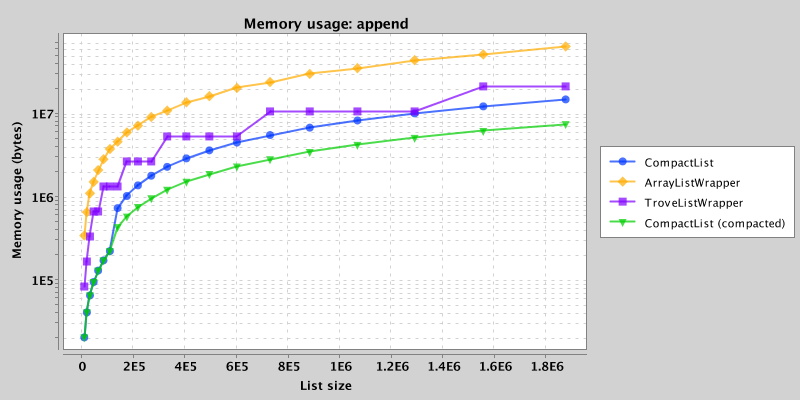 Memory usage: append
Memory usage (bytes)
1E7
1E6
1E5
0
2E5
4E5
6E5
8E5
1E6
1.2E6
1.4E6
1.6E6
1.8E6
List size
CompactList
ArrayListWrapper
TroveListWrapper
CompactList (compacted)